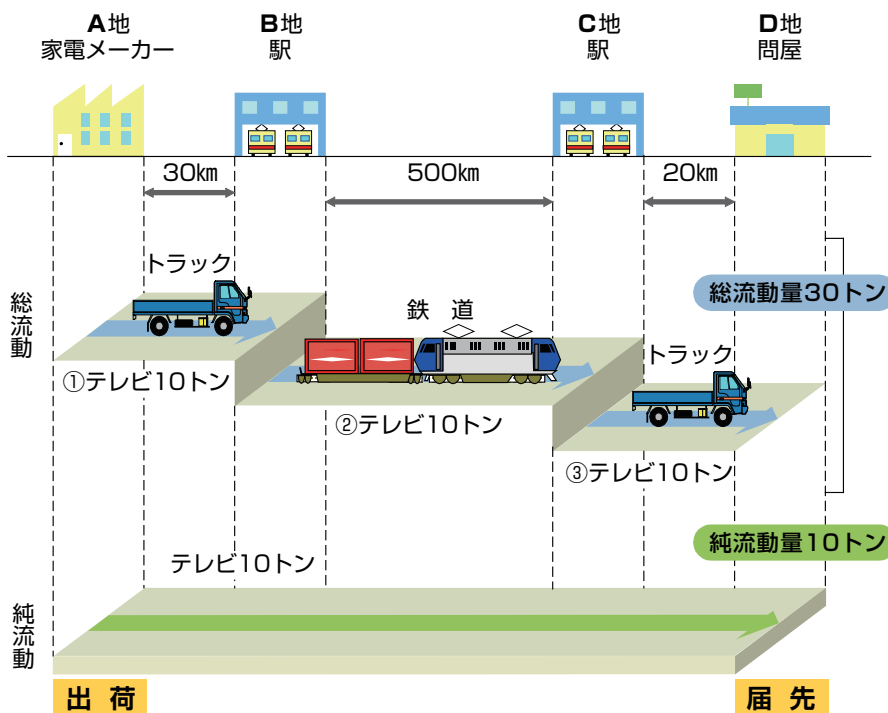 A地
家電メーカー
B地
駅
C地
駅
D地
問屋
30㎞
500㎞
20㎞
総流動
トラック
①テレビ10トン
鉄 道
②テレビ10トン
トラック
③テレビ10トン
総流動量30トン
純流動量10トン
純流動
テレビ10トン
出 荷
届 先